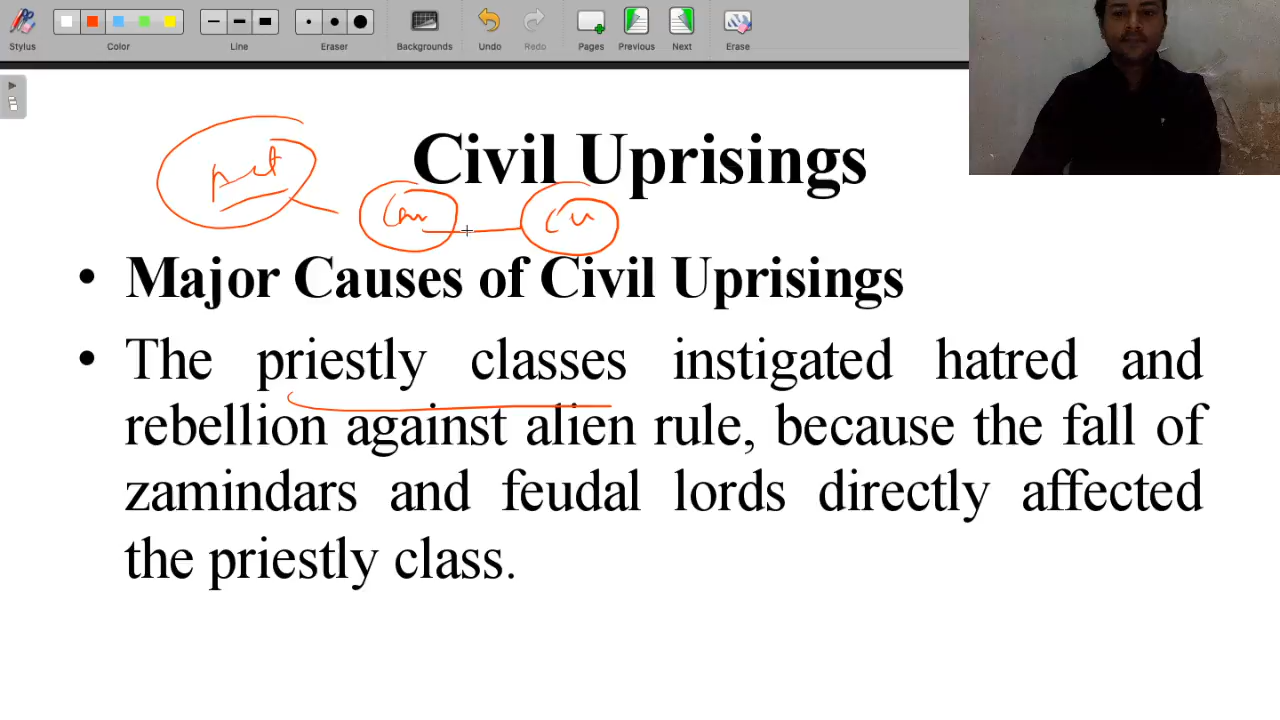 Stylus Color Line Eraser Backgrounds Undo Redo Pages Previous Next Erase
Civil Uprisings
• Major Causes of Civil Uprisings
• The priestly classes instigated hatred and
rebellion against alien rule, because the fall of
zamindars and feudal lords directly affected
the priestly class.